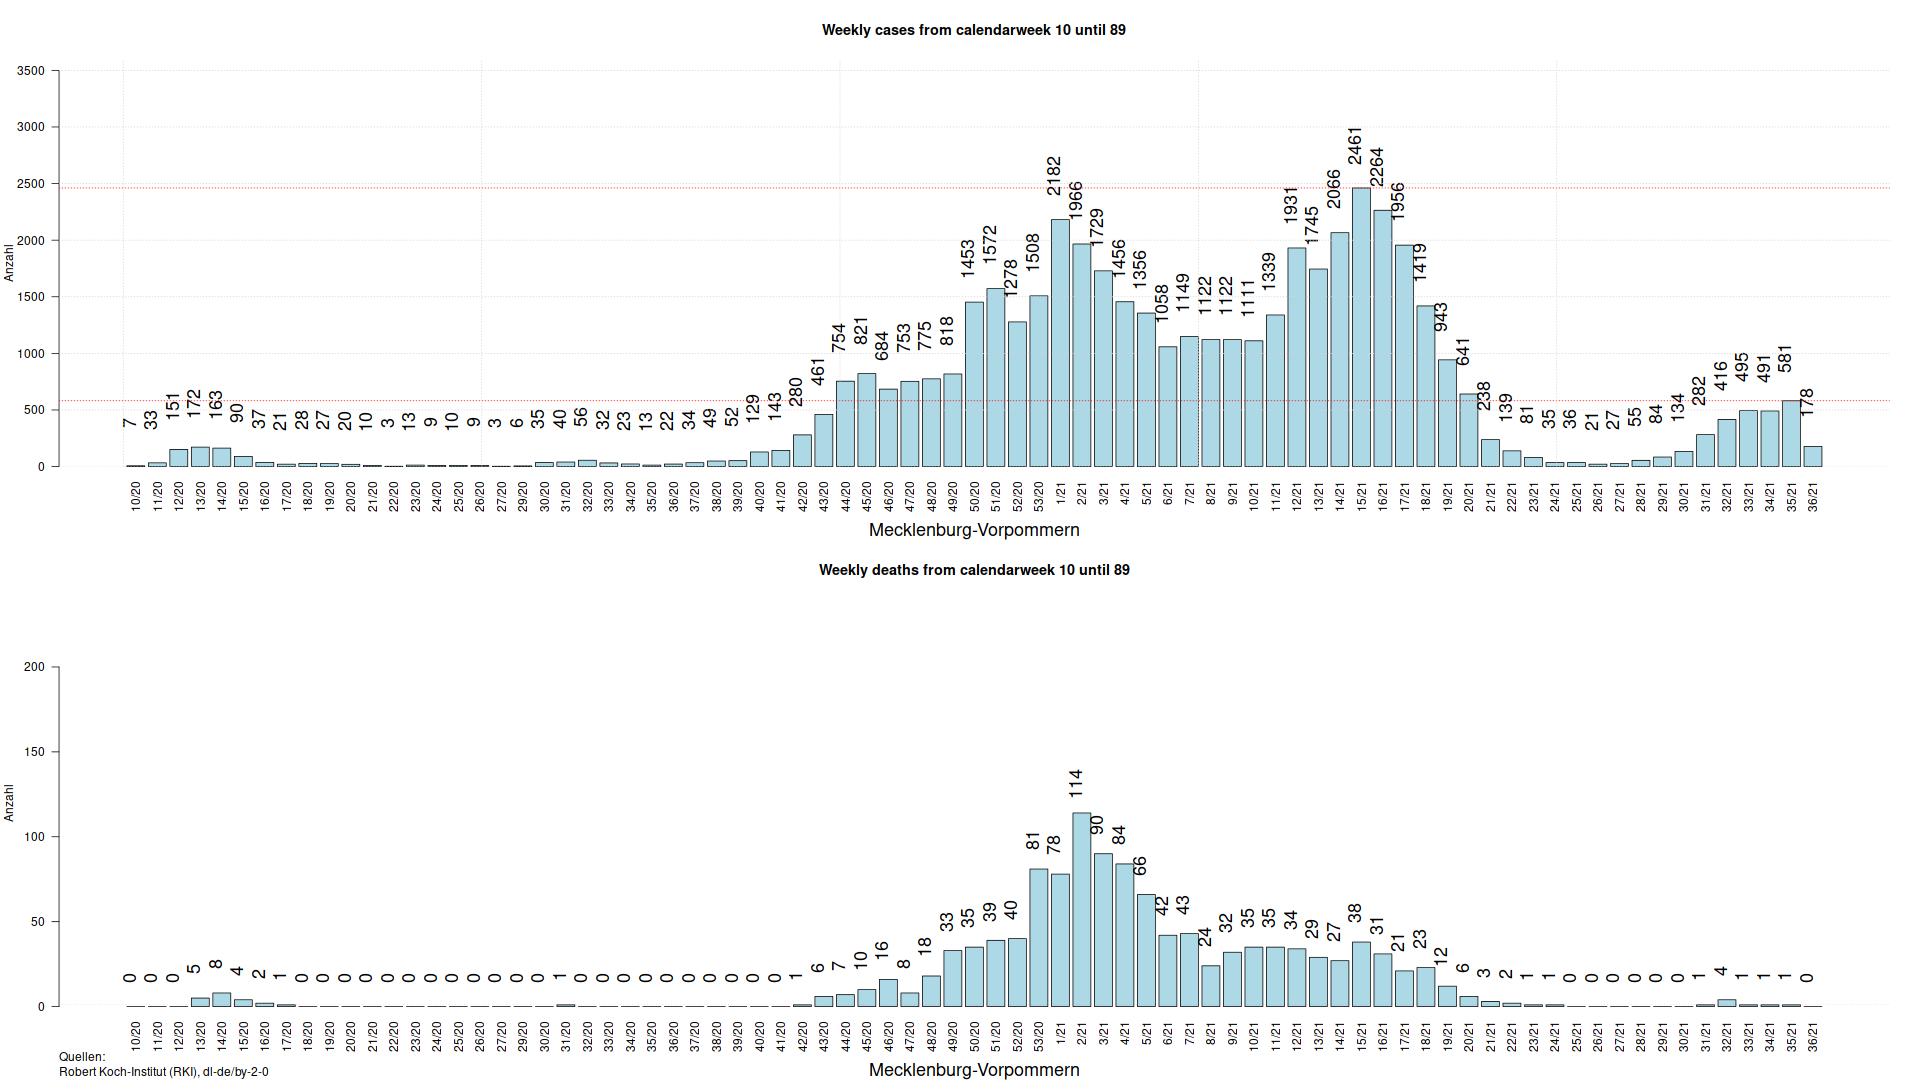 Weekly cases from calendarweek 10 until 89
3500
3000
2500
2000
1500
1000
500
0
Anzahl
7 33 151 172 163 90 37 21 28 27 20 10 3 13 9 10 9 3 6 35 40 56 32 23 13 22 34 49 52 129 143 280 461 754 821 684 753 775 818 1453 1572 1278 1508 2182 1966 1729 1456 1356 1058 1149 1122 1122 1111 1339 1931 1745 2066 2461 2264 1956 1419 943 641 238 139 81 35 36 21 27 55 84 134 282 416 495 491 581 178
10/20 11/20 12/20 13/20 14/20 15/20 16/20 17/20 18/20 19/20 20/20 21/20 22/20 23/20 24/20 25/20 26/20 27/20 29/20 30/20 31/20 32/20 33/20 34/20 35/20 36/20 37/20 38/20 39/20 40/20 41/20 42/20 43/20 44/20 45/20 46/20 47/20 48/20 49/20 50/20 51/20 52/20 53/20 1/21 2/21 3/21 4/21 5/21 6/21 7/21 8/21 9/21 10/21 11/21 12/21 13/21 14/21 15/21 16/21 17/21 18/21 19/21 20/21 21/21 22/21 23/21 24/21 25/21 26/21 27/21 28/21 29/21 30/21 31/21 32/21 33/21 34/21 35/21 36/21
Mecklenburg-Vorpommern
Weekly deaths from calendarweek 10 until 89
200
150
100
50
0
Anzahl
0 0 0 5 8 4 2 1 0 0 0 0 0 0 0 0 0 0 0 0 1 0 0 0 0 0 0 0 0 0 0 1 6 7 10 16 8 18 33 35 39 40 81 78 114 90 84 66 42 43 24 32 35 35 34 29 27 38 31 21 23 12 6 3 2 1 1 0 0 0 0 0 0 1 4 1 1 1 0
10/20 11/20 12/20 13/20 14/20 15/20 16/20 17/20 18/20 19/20 20/20 21/20 22/20 23/20 24/20 25/20 26/20 27/20 29/20 30/20 31/20 32/20 33/20 34/20 35/20 36/20 37/20 38/20 39/20 40/20 41/20 42/20 43/20 44/20 45/20 46/20 47/20 48/20 49/20 50/20 51/20 52/20 53/20 1/21 2/21 3/21 4/21 5/21 6/21 7/21 8/21 9/21 10/21 11/21 12/21 13/21 14/21 15/21 16/21 17/21 18/21 19/21 20/21 21/21 22/21 23/21 24/21 25/21 26/21 27/21 28/21 29/21 30/21 31/21 32/21 33/21 34/21 35/21 36/21
Mecklenburg-Vorpommern
Quellen:
Robert Koch-Institut (RKI), dl-de/by-2-0